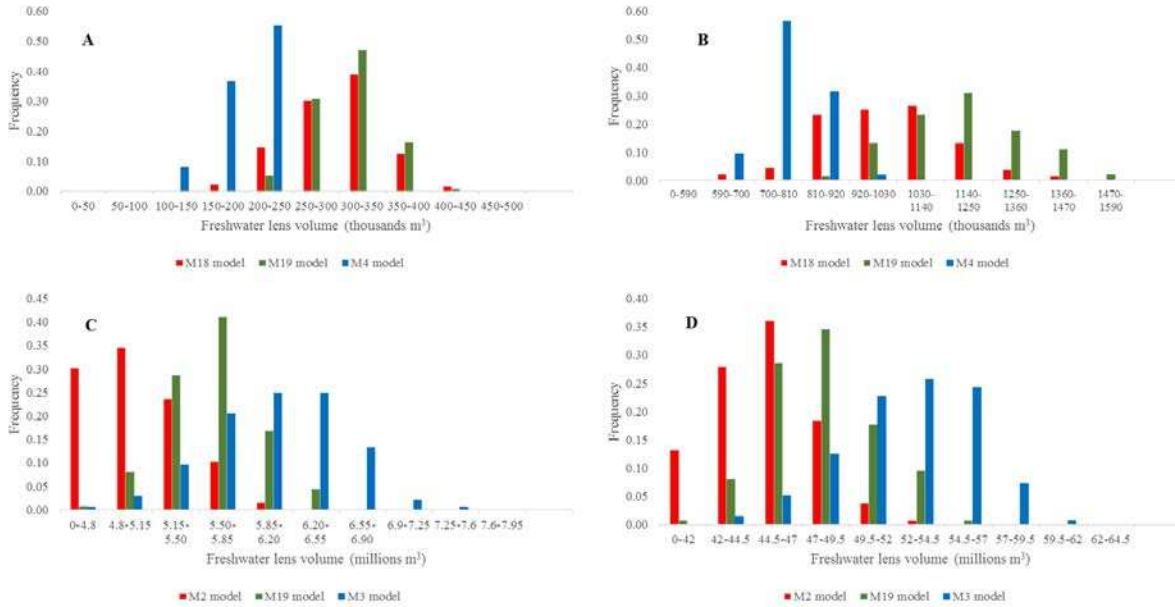 A
0.60
0.50
0.40
0.30
0.20
0.10
0.00
Frequency
0-50 50-100 100-150 150-200 200-250 250-300 300-350 350-400 400-450 450-500
Freshwater lens volume (thousands m³)
M18 model M19 model M4 model
B
0.60
0.50
0.40
0.30
0.20
0.10
0.00
Frequency
0-590 590-700 700-810 810-920 920-1030 1030- 1140- 1250- 1360- 1470-
1140 1250 1360 1470 1590
Freshwater lens volume (thousands m³)
M18 model M19 model M4 model
C
0.45
0.40
0.35
0.30
0.25
0.20
0.15
0.10
0.05
0.00
Frequency
0-4.8 4.8-5.15 5.15- 5.50- 5.85- 6.20- 6.55- 6.9-7.25 7.25-7.6 7.6-7.95
5.50 5.85 6.20 6.55 6.90
Freshwater lens volume (millions m³)
M2 model M19 model M3 model
D
0.40
0.35
0.30
0.25
0.20
0.15
0.10
0.05
0.00
Frequency
0-42 42-44.5 44.5-47 47-49.5 49.5-52 52-54.5 54.5-57 57-59.5 59.5-62 62-64.5
Freshwater lens volume (millions m³)
M2 model M19 model M3 model